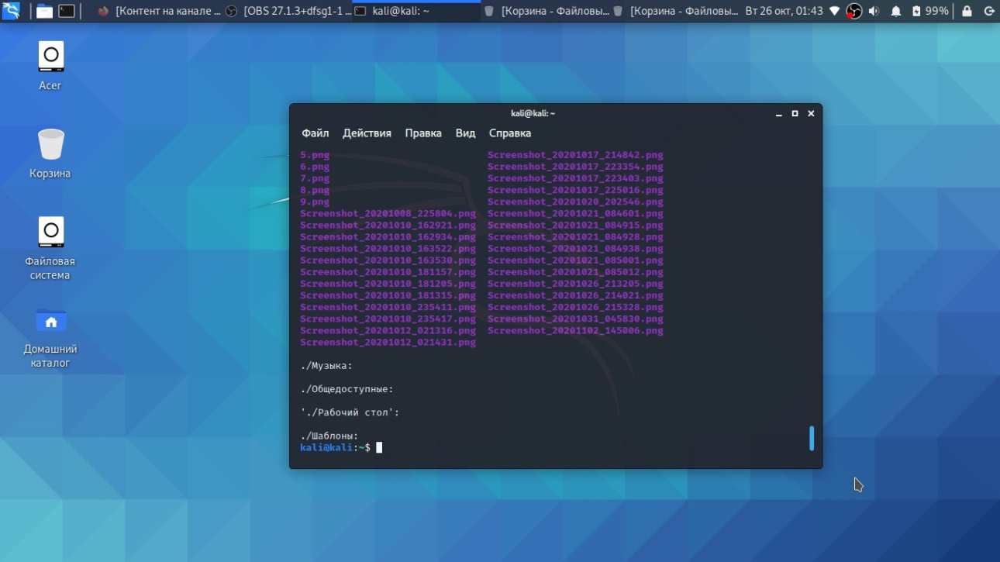 [Контент на канале ... [OBS 27.1.3+dfsg1-1 ... kali@kali: ~ [Корзина - Файловы... [Корзина - Файловы... Вт 26 окт, 01:43 99%
Acer
Корзина
Файловая
система
Домашний
каталог
kali@kali: ~
Файл Действия Правка Вид Справка
5.png Screenshot_20201017_214842.png
6.png Screenshot_20201017_223354.png
7.png Screenshot_20201017_223403.png
8.png Screenshot_20201017_225016.png
9.png Screenshot_20201020_202546.png
Screenshot_20201008_225804.png Screenshot_20201021_084601.png
Screenshot_20201010_162921.png Screenshot_20201021_084915.png
Screenshot_20201010_162934.png Screenshot_20201021_084928.png
Screenshot_20201010_163522.png Screenshot_20201021_084938.png
Screenshot_20201010_163530.png Screenshot_20201021_085001.png
Screenshot_20201010_181157.png Screenshot_20201021_085012.png
Screenshot_20201010_181205.png Screenshot_20201026_213205.png
Screenshot_20201010_181315.png Screenshot_20201026_214021.png
Screenshot_20201010_235411.png Screenshot_20201026_215328.png
Screenshot_20201010_235417.png Screenshot_20201031_045830.png
Screenshot_20201012_021316.png Screenshot_20201102_145006.png
Screenshot_20201012_021431.png
./Музыка:
./Общедоступные:
'./Рабочий стол':
./Шаблоны:
kali@kali:~$